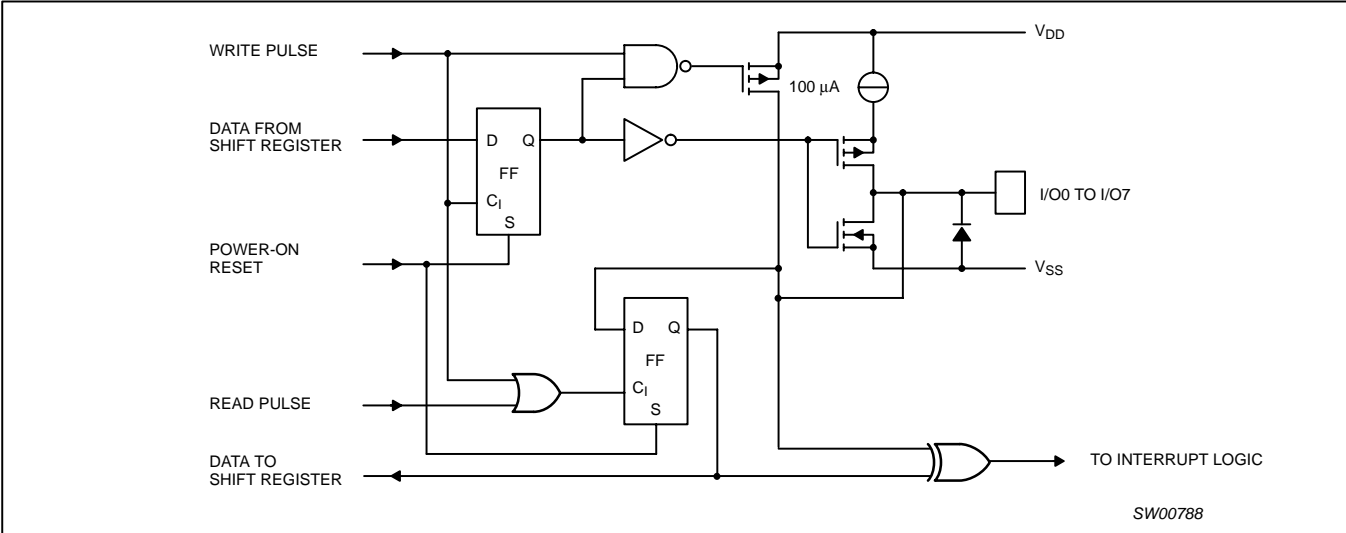 WRITE PULSE
V_DD
100 μA
DATA FROM
SHIFT REGISTER
D Q
FF
C_I
S
I/O0 TO I/O7
POWER-ON
RESET
V_SS
D Q
FF
C_I
S
READ PULSE
DATA TO
SHIFT REGISTER
TO INTERRUPT LOGIC
SW00788